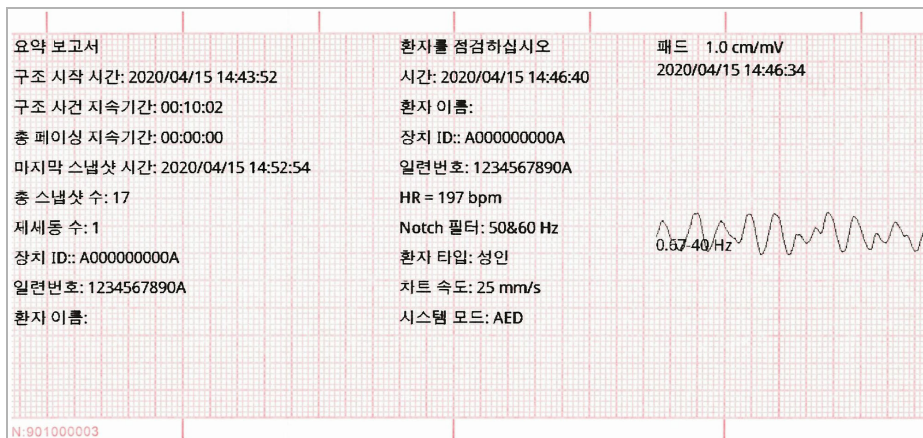 요약 보고서
구조 시작 시간: 2020/04/15 14:43:52
구조 사건 지속기간: 00:10:02
총 페이싱 지속기간: 00:00:00
마지막 스냅샷 시간: 2020/04/15 14:52:54
총 스냅샷 수: 17
제세동 수: 1
장치 ID:: A000000000A
일련번호: 1234567890A
환자 이름:
환자를 점검하십시오
시간: 2020/04/15 14:46:40
환자 이름:
장치 ID:: A000000000A
일련번호: 1234567890A
HR = 197 bpm
Notch 필터: 50&60 Hz
환자 타입: 성인
차트 속도: 25 mm/s
시스템 모드: AED
패드 1.0 cm/mV
2020/04/15 14:46:34
0.67-40 Hz
N:901000003